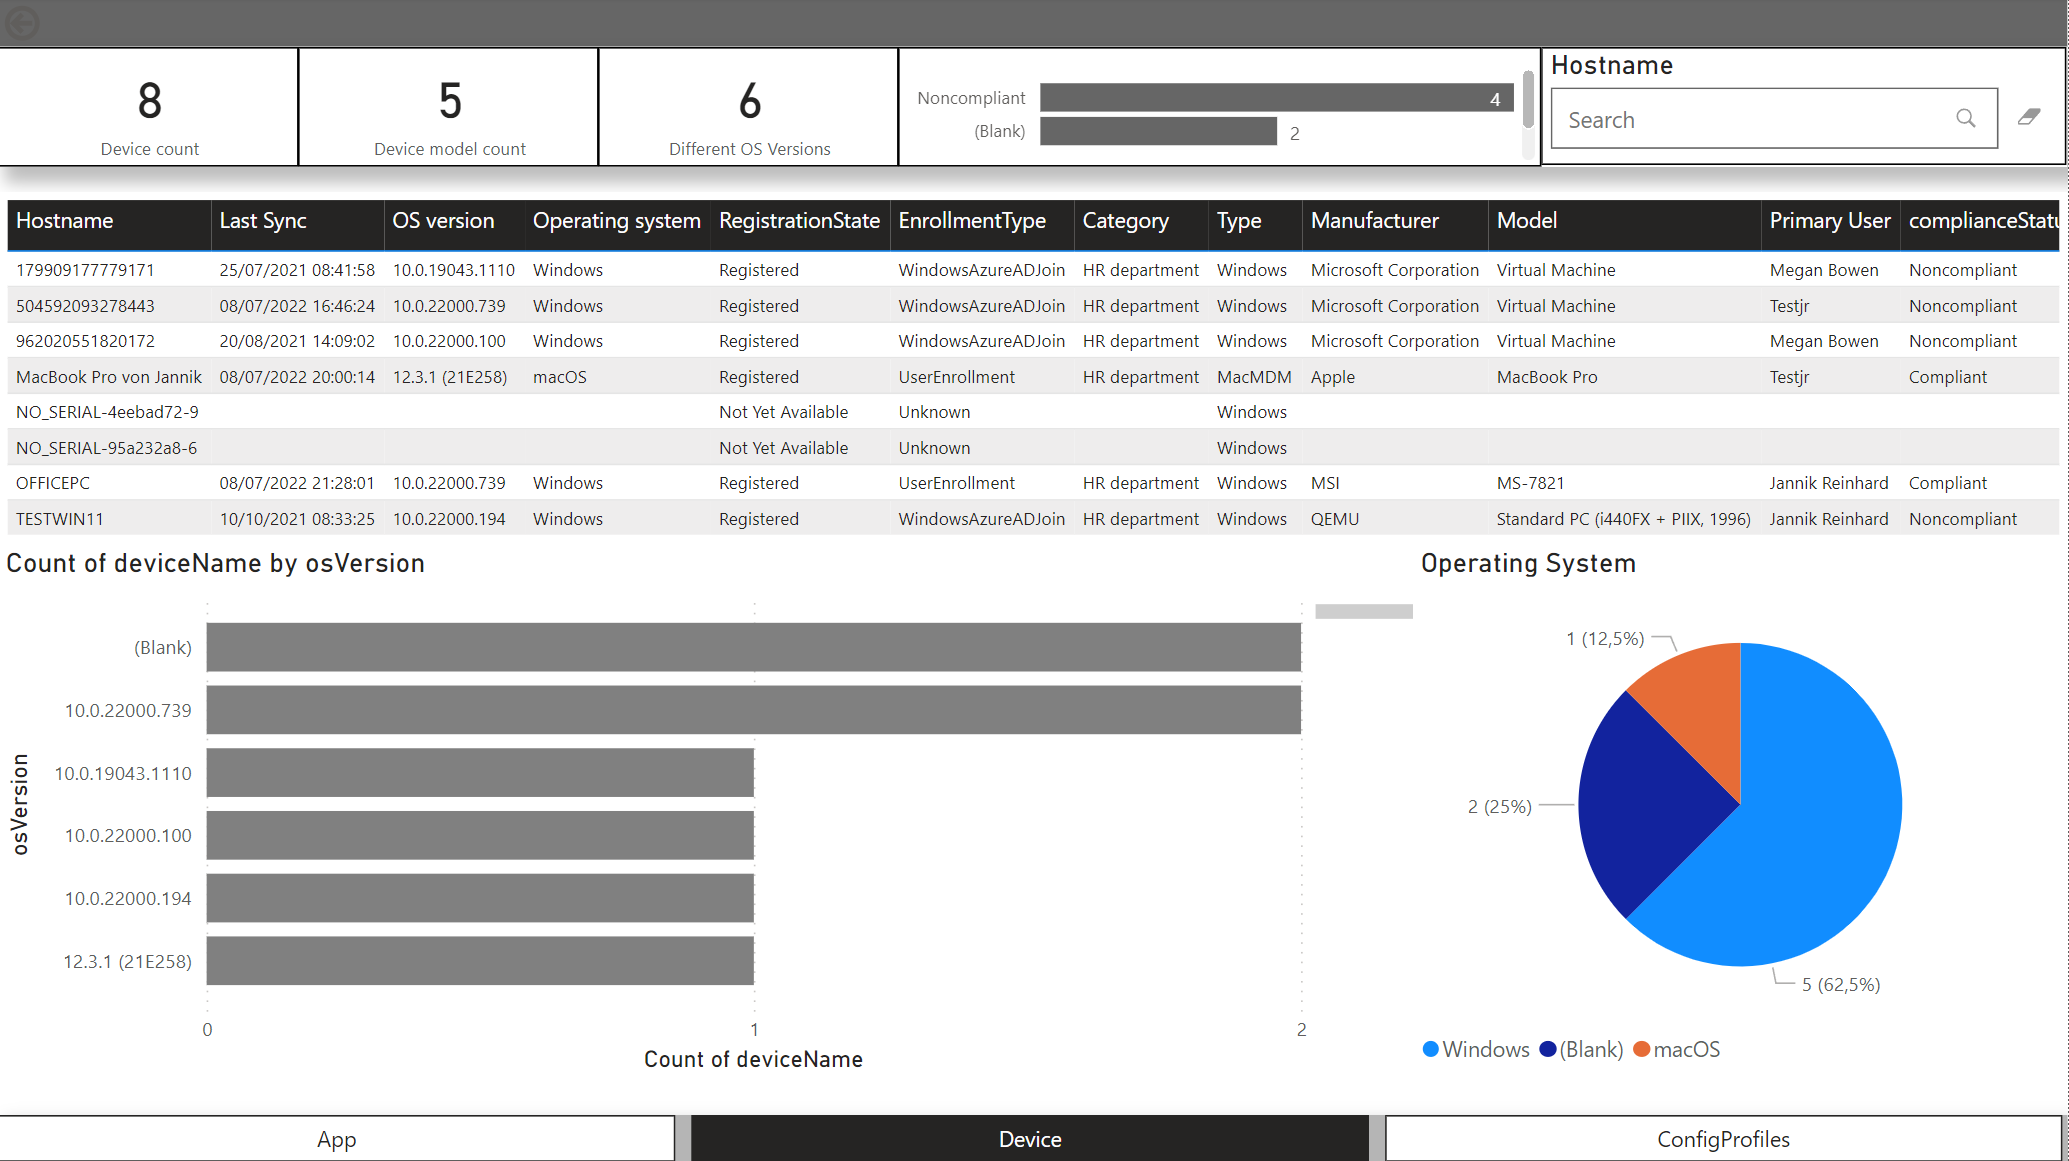 8
Device count
5
Device model count
6
Different OS Versions
Noncompliant 4
(Blank) 2
Hostname
Search
Hostname Last Sync OS version Operating system RegistrationState EnrollmentType Category Type Manufacturer Model Primary User complianceStatu
179909177779171 25/07/2021 08:41:58 10.0.19043.1110 Windows Registered WindowsAzureADJoin HR department Windows Microsoft Corporation Virtual Machine Megan Bowen Noncompliant
504592093278443 08/07/2022 16:46:24 10.0.22000.739 Windows Registered WindowsAzureADJoin HR department Windows Microsoft Corporation Virtual Machine Testjr Noncompliant
962020551820172 20/08/2021 14:09:02 10.0.22000.100 Windows Registered WindowsAzureADJoin HR department Windows Microsoft Corporation Virtual Machine Megan Bowen Noncompliant
MacBook Pro von Jannik 08/07/2022 20:00:14 12.3.1 (21E258) macOS Registered UserEnrollment HR department MacMDM Apple MacBook Pro Testjr Compliant
NO_SERIAL-4eebad72-9 Not Yet Available Unknown Windows
NO_SERIAL-95a232a8-6 Not Yet Available Unknown Windows
OFFICEPC 08/07/2022 21:28:01 10.0.22000.739 Windows Registered UserEnrollment HR department Windows MSI MS-7821 Jannik Reinhard Compliant
TESTWIN11 10/10/2021 08:33:25 10.0.22000.194 Windows Registered WindowsAzureADJoin HR department Windows QEMU Standard PC (i440FX + PIIX, 1996) Jannik Reinhard Noncompliant
Count of deviceName by osVersion
osVersion
(Blank)
10.0.22000.739
10.0.19043.1110
10.0.22000.100
10.0.22000.194
12.3.1 (21E258)
0 1 2
Count of deviceName
Operating System
1 (12,5%)
2 (25%)
5 (62,5%)
Windows (Blank) macOS
App Device ConfigProfiles